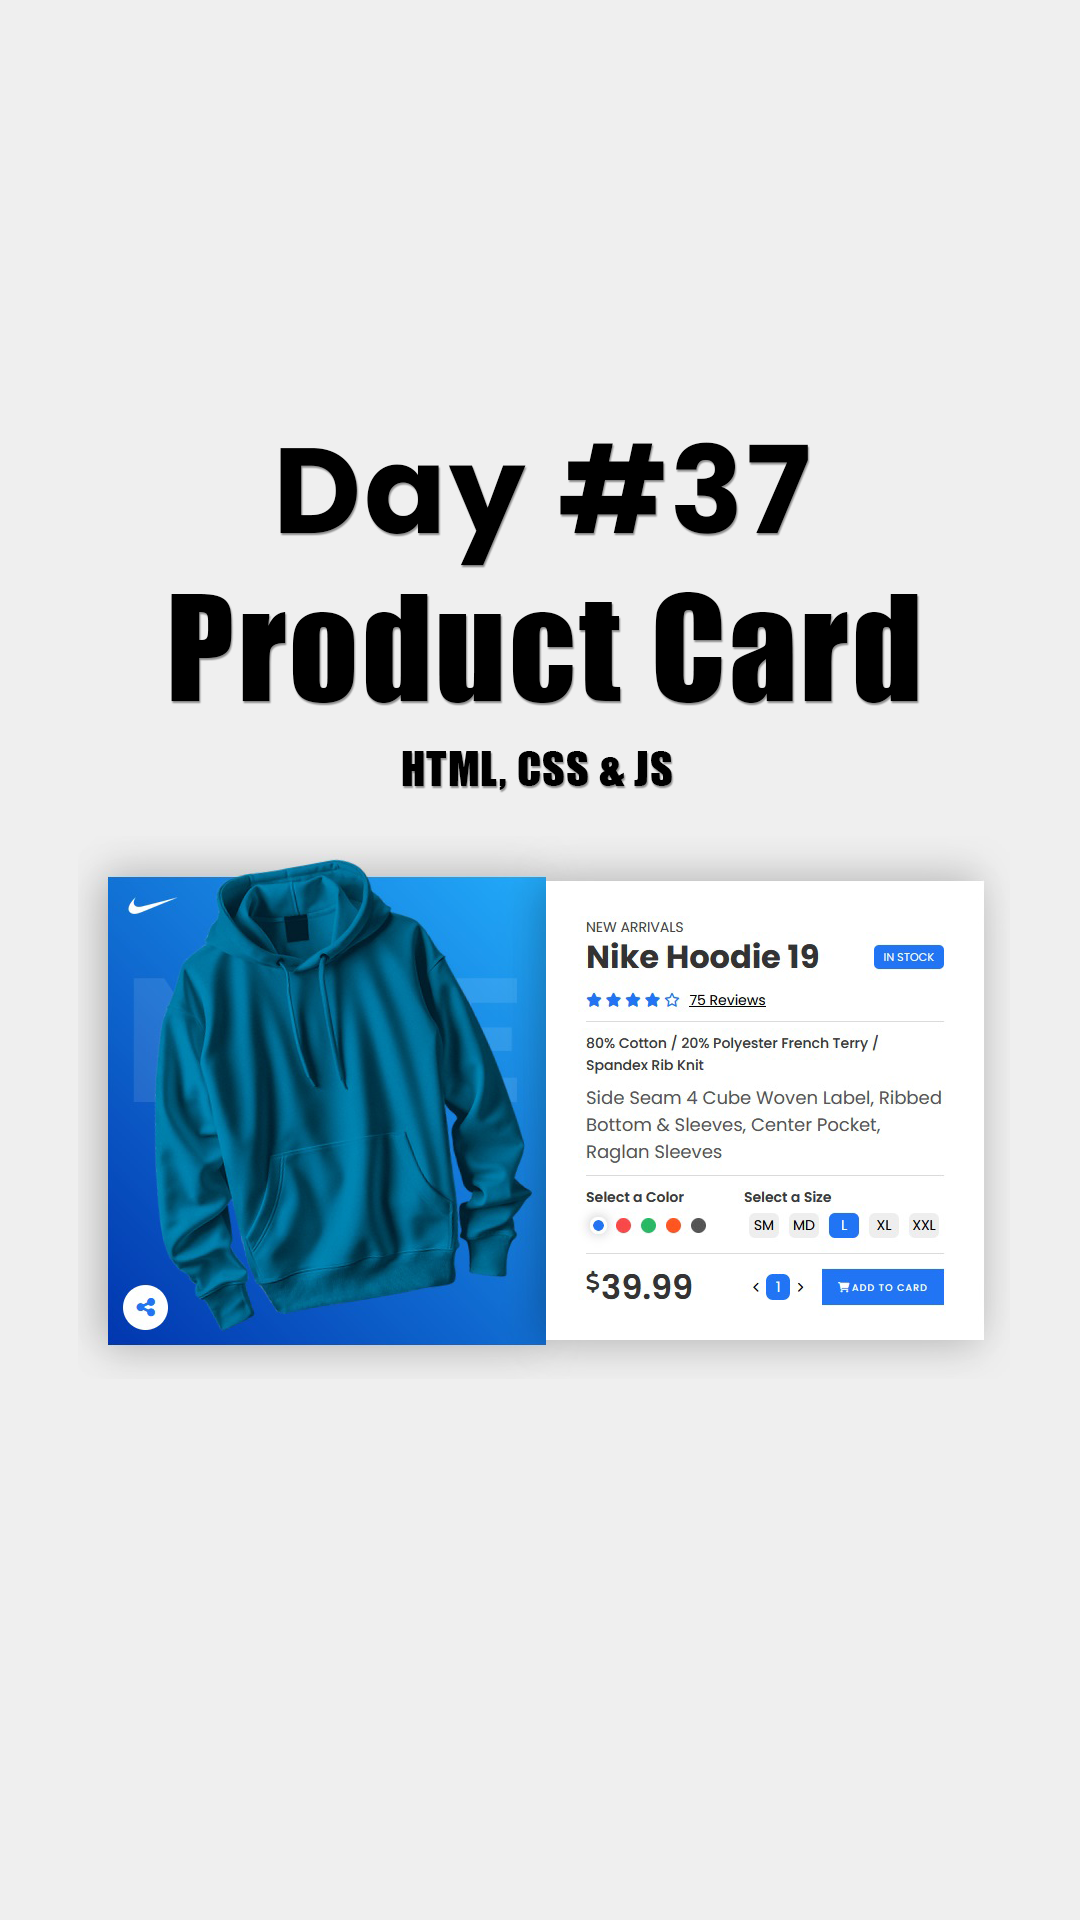 Day #37
Product Card
HTML, CSS & JS
NEW ARRIVALS
Nike Hoodie 19
IN STOCK
75 Reviews
80% Cotton / 20% Polyester French Terry /
Spandex Rib Knit
Side Seam 4 Cube Woven Label, Ribbed
Bottom & Sleeves, Center Pocket,
Raglan Sleeves
Select a Color
Select a Size
SM MD L XL XXL
$39.99
< 1 >
ADD TO CARD